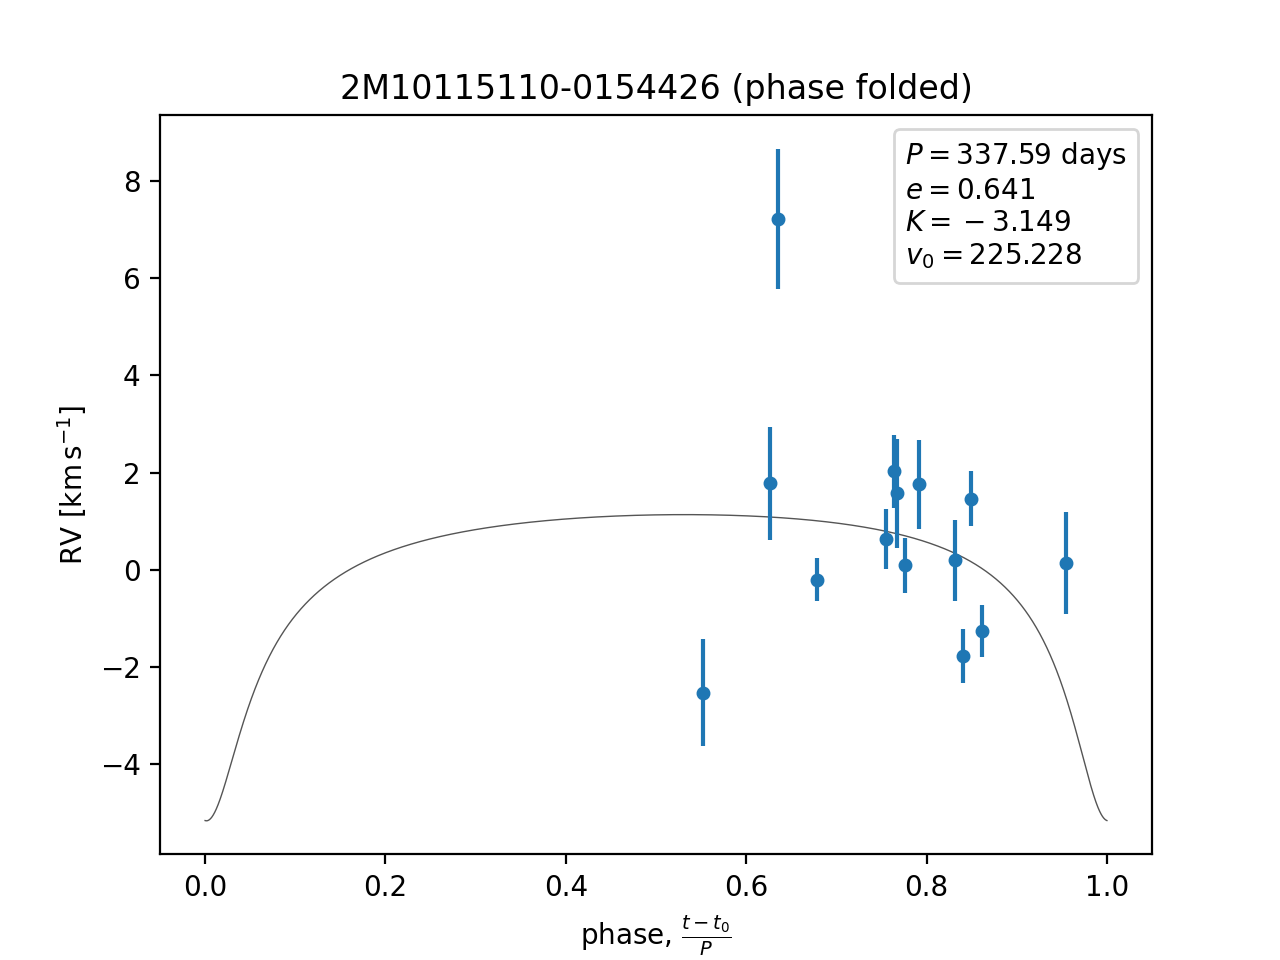 2M10115110-0154426 (phase folded)
P = 337.59 days
e = 0.641
K = −3.149
v₀ = 225.228
RV [km s⁻¹]
8
6
4
2
0
−2
−4
0.0 0.2 0.4 0.6 0.8 1.0
phase, (t − t₀)/P